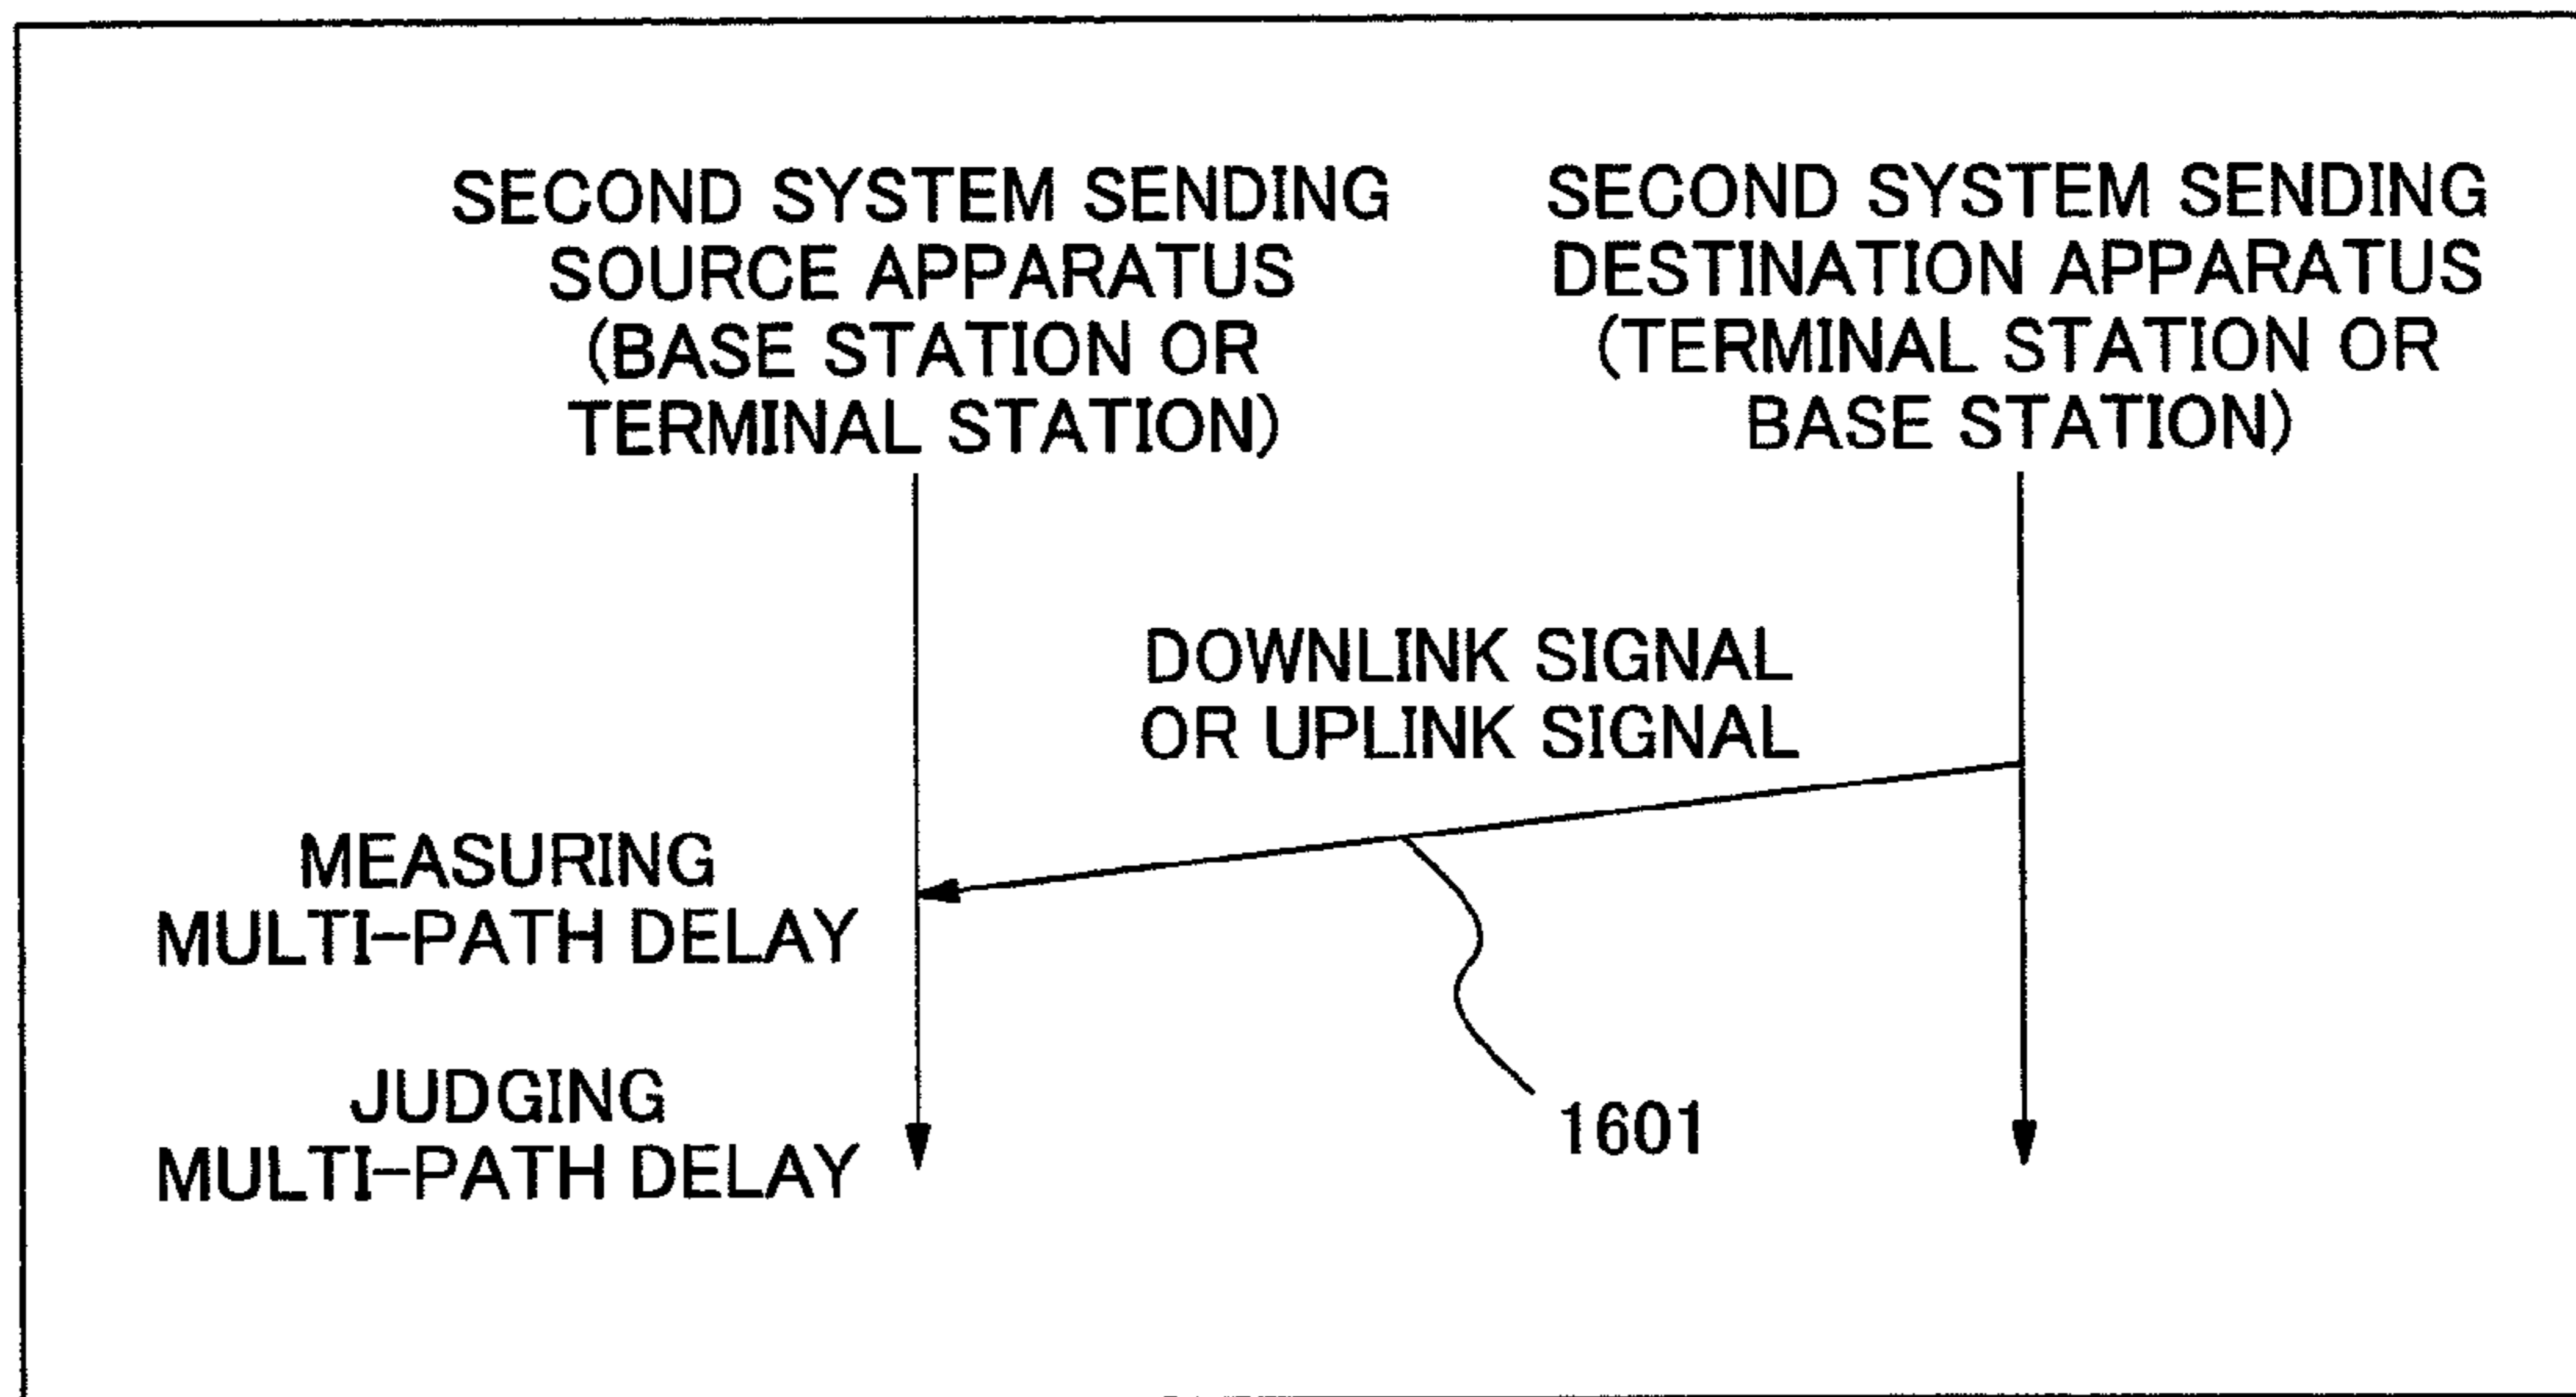 SECOND SYSTEM SENDING
SOURCE APPARATUS
(BASE STATION OR
TERMINAL STATION)
SECOND SYSTEM SENDING
DESTINATION APPARATUS
(TERMINAL STATION OR
BASE STATION)
DOWNLINK SIGNAL
OR UPLINK SIGNAL
MEASURING
MULTI-PATH DELAY
JUDGING
MULTI-PATH DELAY
1601